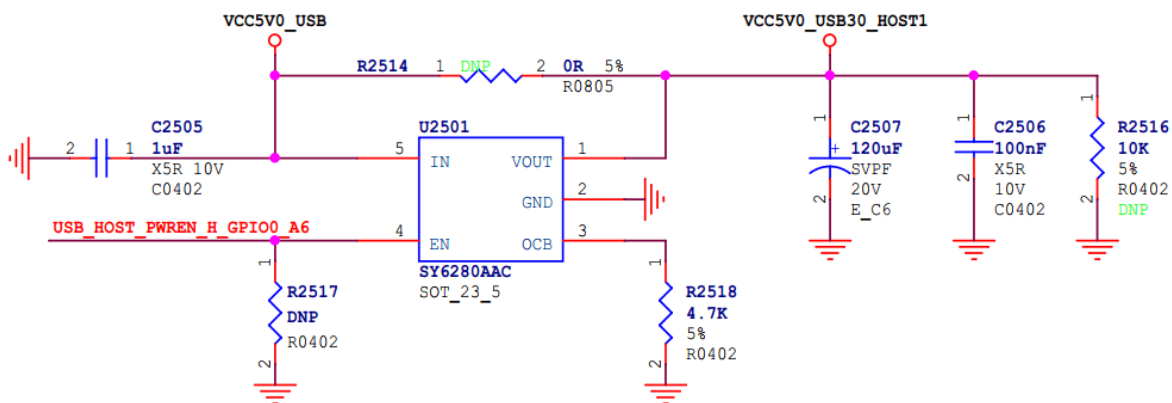 VCC5V0_USB
VCC5V0_USB30_HOST1
R2514 1 DNP 2 0R 5%
R0805
C2505
2 1 1uF
X5R 10V
C0402
U2501
5 IN VOUT 1
GND 2
4 EN OCB 3
SY6280AAC
SOT_23_5
USB_HOST_PWREN_H_GPIO0_A6
1
R2517
DNP
R0402
2
1
R2518
4.7K
5%
R0402
2
1
C2507
+ 120uF
SVPF
2 20V
E_C6
1
C2506
100nF
X5R
2 10V
C0402
1
R2516
10K
5%
R0402
2 DNP